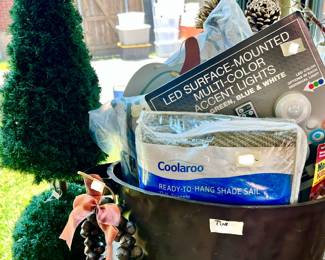 LED SURFACE-MOUNTED
MULTI-COLOR
ACCENT LIGHTS
GREEN, BLUE & WHITE
Coolaroo
READY-TO-HANG SHADE SAIL